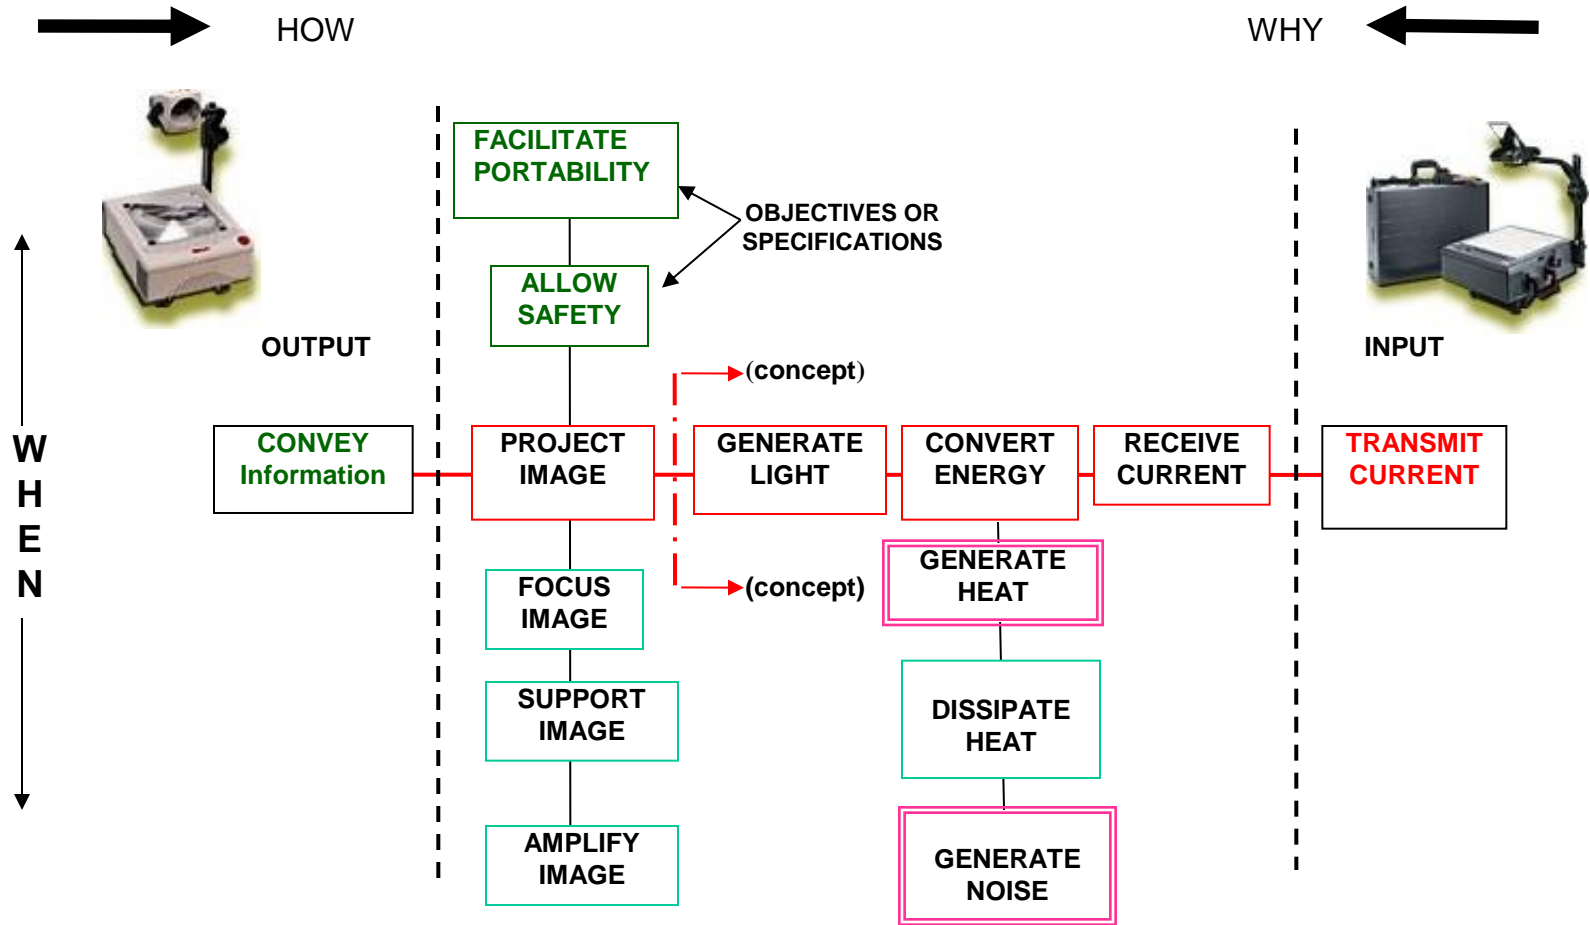 HOW
WHY
FACILITATE
PORTABILITY
OBJECTIVES OR
SPECIFICATIONS
ALLOW
SAFETY
OUTPUT
INPUT
(concept)
W
H
E
N
CONVEY
Information
PROJECT
IMAGE
GENERATE
LIGHT
CONVERT
ENERGY
RECEIVE
CURRENT
TRANSMIT
CURRENT
(concept)
FOCUS
IMAGE
GENERATE
HEAT
SUPPORT
IMAGE
DISSIPATE
HEAT
AMPLIFY
IMAGE
GENERATE
NOISE